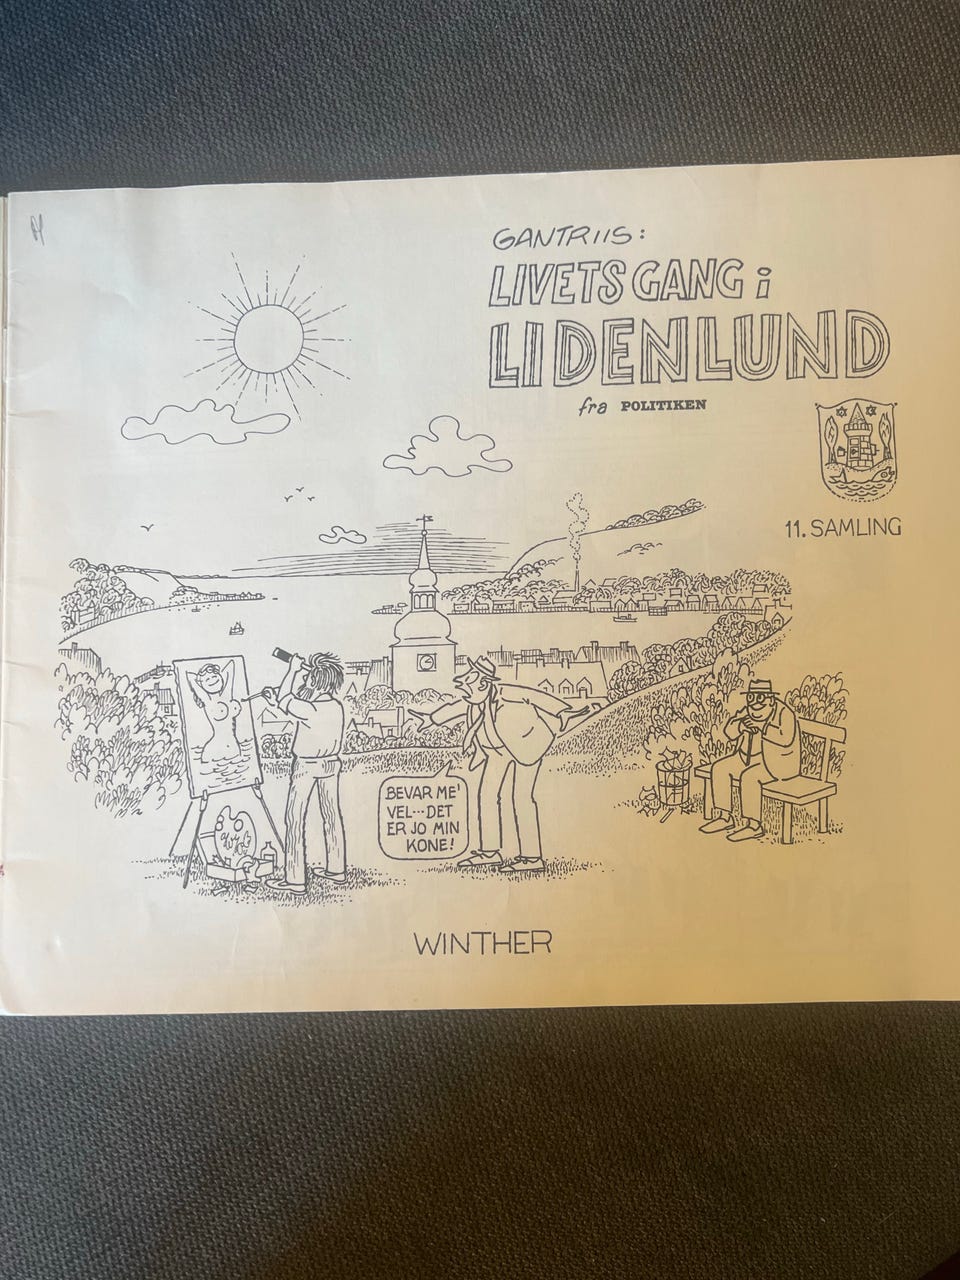 GANTRIIS:
LIVETS GANG i
LIDENLUND
fra POLITIKEN
11. SAMLING
BEVAR ME'
VEL... DET
ER JO MIN
KONE!
WINTHER